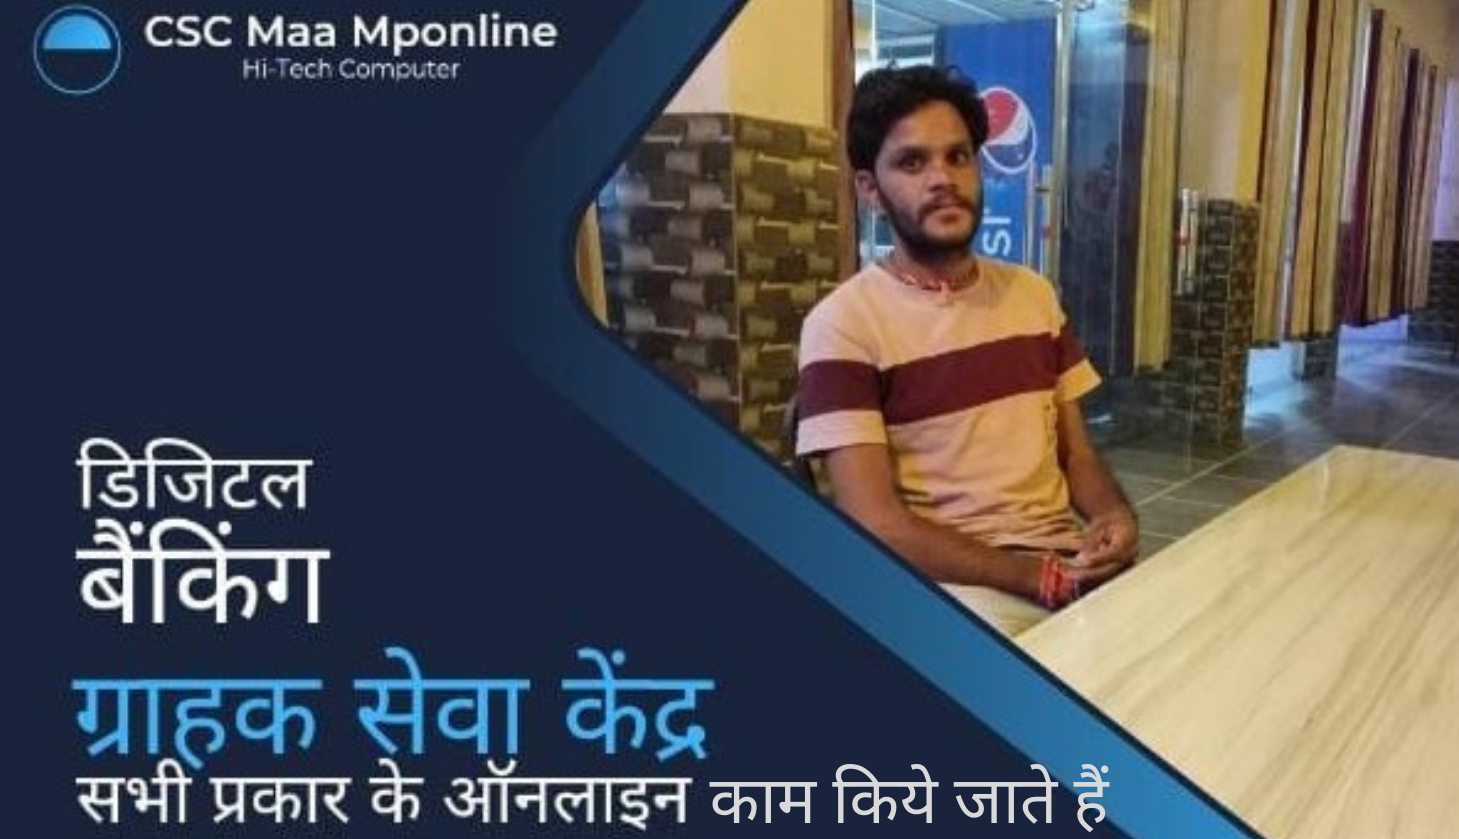 CSC Maa Mponline
Hi-Tech Computer
डिजिटल
बैंकिंग
ग्राहक सेवा केंद्र
सभी प्रकार के ऑनलाइन काम किये जाते हैं